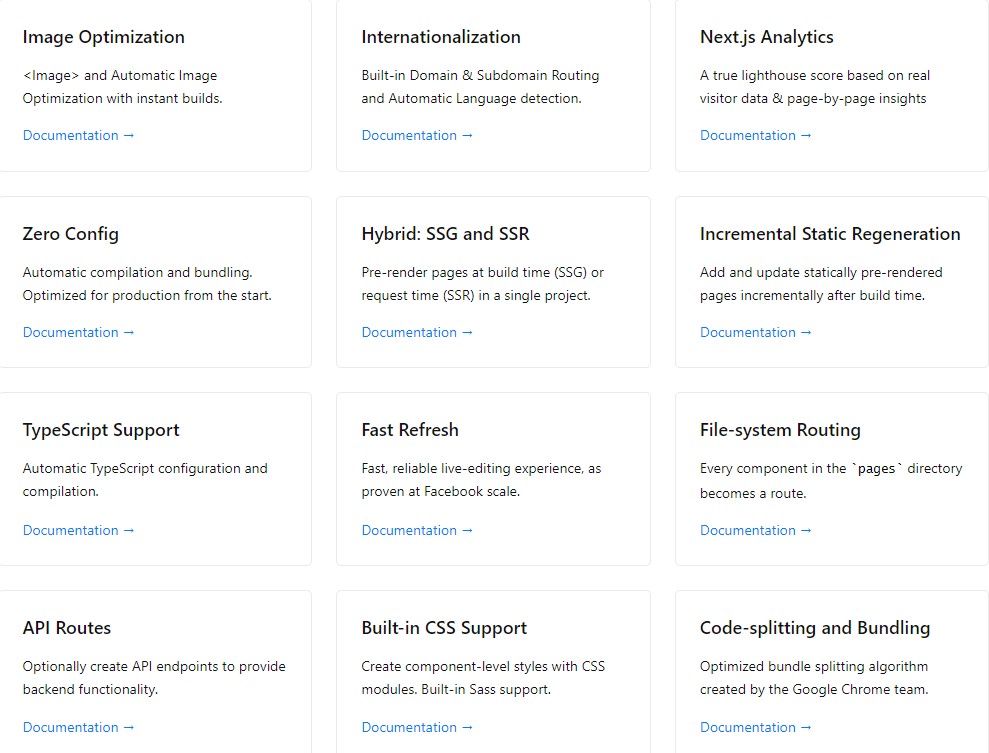 Image Optimization
<Image> and Automatic Image
Optimization with instant builds.
Documentation →
Internationalization
Built-in Domain & Subdomain Routing
and Automatic Language detection.
Documentation →
Next.js Analytics
A true lighthouse score based on real
visitor data & page-by-page insights
Documentation →
Zero Config
Automatic compilation and bundling.
Optimized for production from the start.
Documentation →
Hybrid: SSG and SSR
Pre-render pages at build time (SSG) or
request time (SSR) in a single project.
Documentation →
Incremental Static Regeneration
Add and update statically pre-rendered
pages incrementally after build time.
Documentation →
TypeScript Support
Automatic TypeScript configuration and
compilation.
Documentation →
Fast Refresh
Fast, reliable live-editing experience, as
proven at Facebook scale.
Documentation →
File-system Routing
Every component in the `pages` directory
becomes a route.
Documentation →
API Routes
Optionally create API endpoints to provide
backend functionality.
Documentation →
Built-in CSS Support
Create component-level styles with CSS
modules. Built-in Sass support.
Documentation →
Code-splitting and Bundling
Optimized bundle splitting algorithm
created by the Google Chrome team.
Documentation →